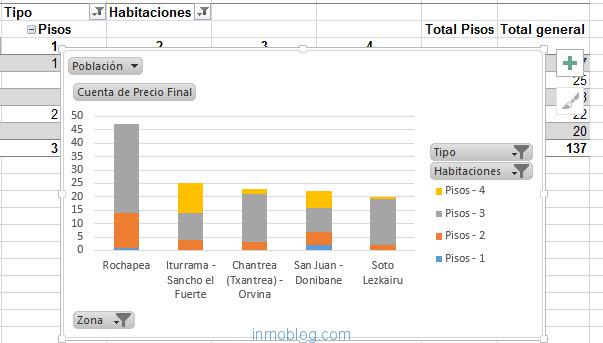 Tipo Habitaciones
Pisos Total Pisos Total general
1 2 3 4
1 7
25
3
2 22
20
3 137
Población
Cuenta de Precio Final
50
45
40
35
30
25
20
15
10
5
0
Rochapea
Iturrama - Sancho el Fuerte
Chantrea (Txantrea) - Orvina
San Juan - Donibane
Soto Lezkairu
Tipo
Habitaciones
Pisos - 4
Pisos - 3
Pisos - 2
Pisos - 1
Zona
inmoblog.com